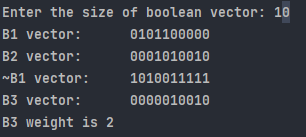 Enter the size of boolean vector: 10
B1 vector: 0101100000
B2 vector: 0001010010
~B1 vector: 1010011111
B3 vector: 0000010010
B3 weight is 2